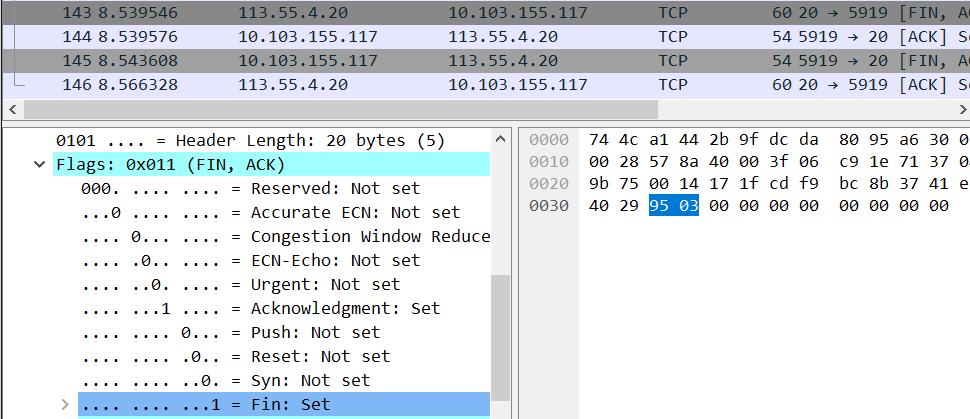 143 8.539546 113.55.4.20 10.103.155.117 TCP 60 20 → 5919 [FIN, A
144 8.539576 10.103.155.117 113.55.4.20 TCP 54 5919 → 20 [ACK] S
145 8.543608 10.103.155.117 113.55.4.20 TCP 54 5919 → 20 [FIN, A
146 8.566328 113.55.4.20 10.103.155.117 TCP 60 20 → 5919 [ACK] S
0101 .... = Header Length: 20 bytes (5)
Flags: 0x011 (FIN, ACK)
000. .... .... = Reserved: Not set
...0 .... .... = Accurate ECN: Not set
.... 0... .... = Congestion Window Reduce
.... .0.. .... = ECN-Echo: Not set
.... ..0. .... = Urgent: Not set
.... ...1 .... = Acknowledgment: Set
.... .... 0... = Push: Not set
.... .... .0.. = Reset: Not set
.... .... ..0. = Syn: Not set
.... .... ...1 = Fin: Set
0000 74 4c a1 44 2b 9f dc da 80 95 a6 30 0
0010 00 28 57 8a 40 00 3f 06 c9 1e 71 37 0
0020 9b 75 00 14 17 1f cd f9 bc 8b 37 41 e
0030 40 29 95 03 00 00 00 00 00 00 00 00